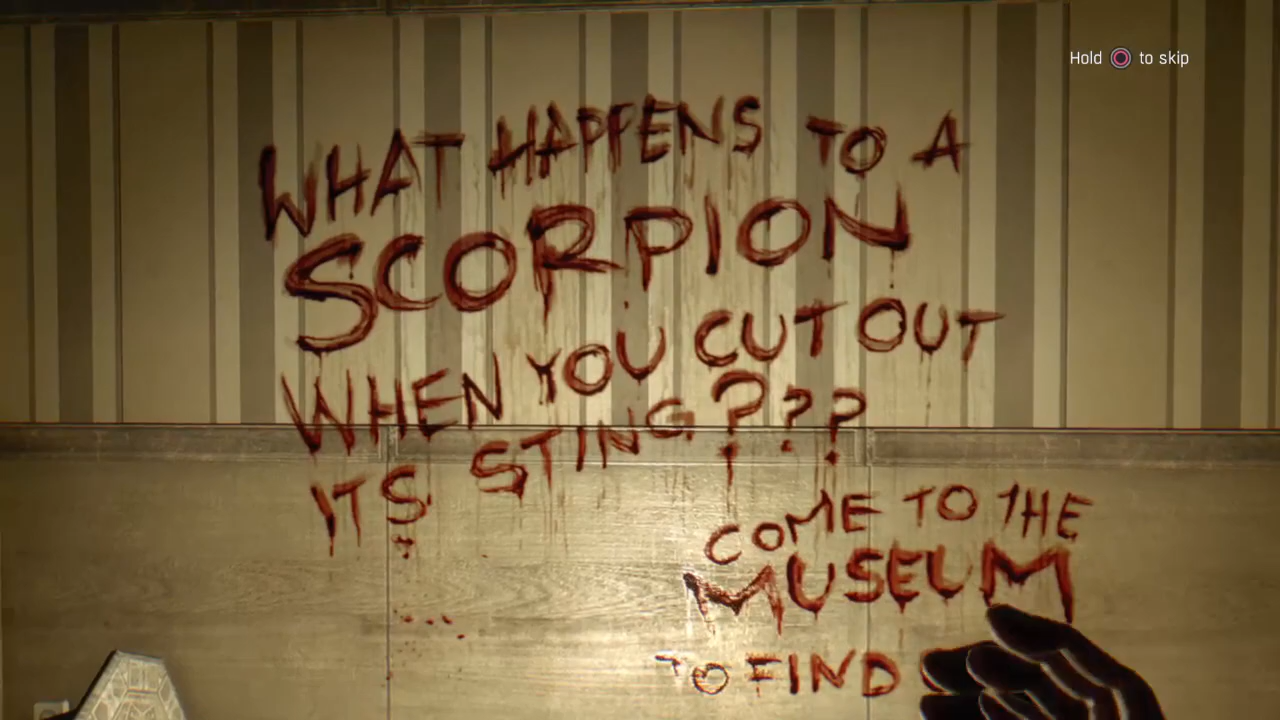 Hold to skip
WHAT HAPPENS TO A
SCORPION
WHEN YOU CUT OUT
ITS STING???
COME TO THE
MUSEUM
TO FIND